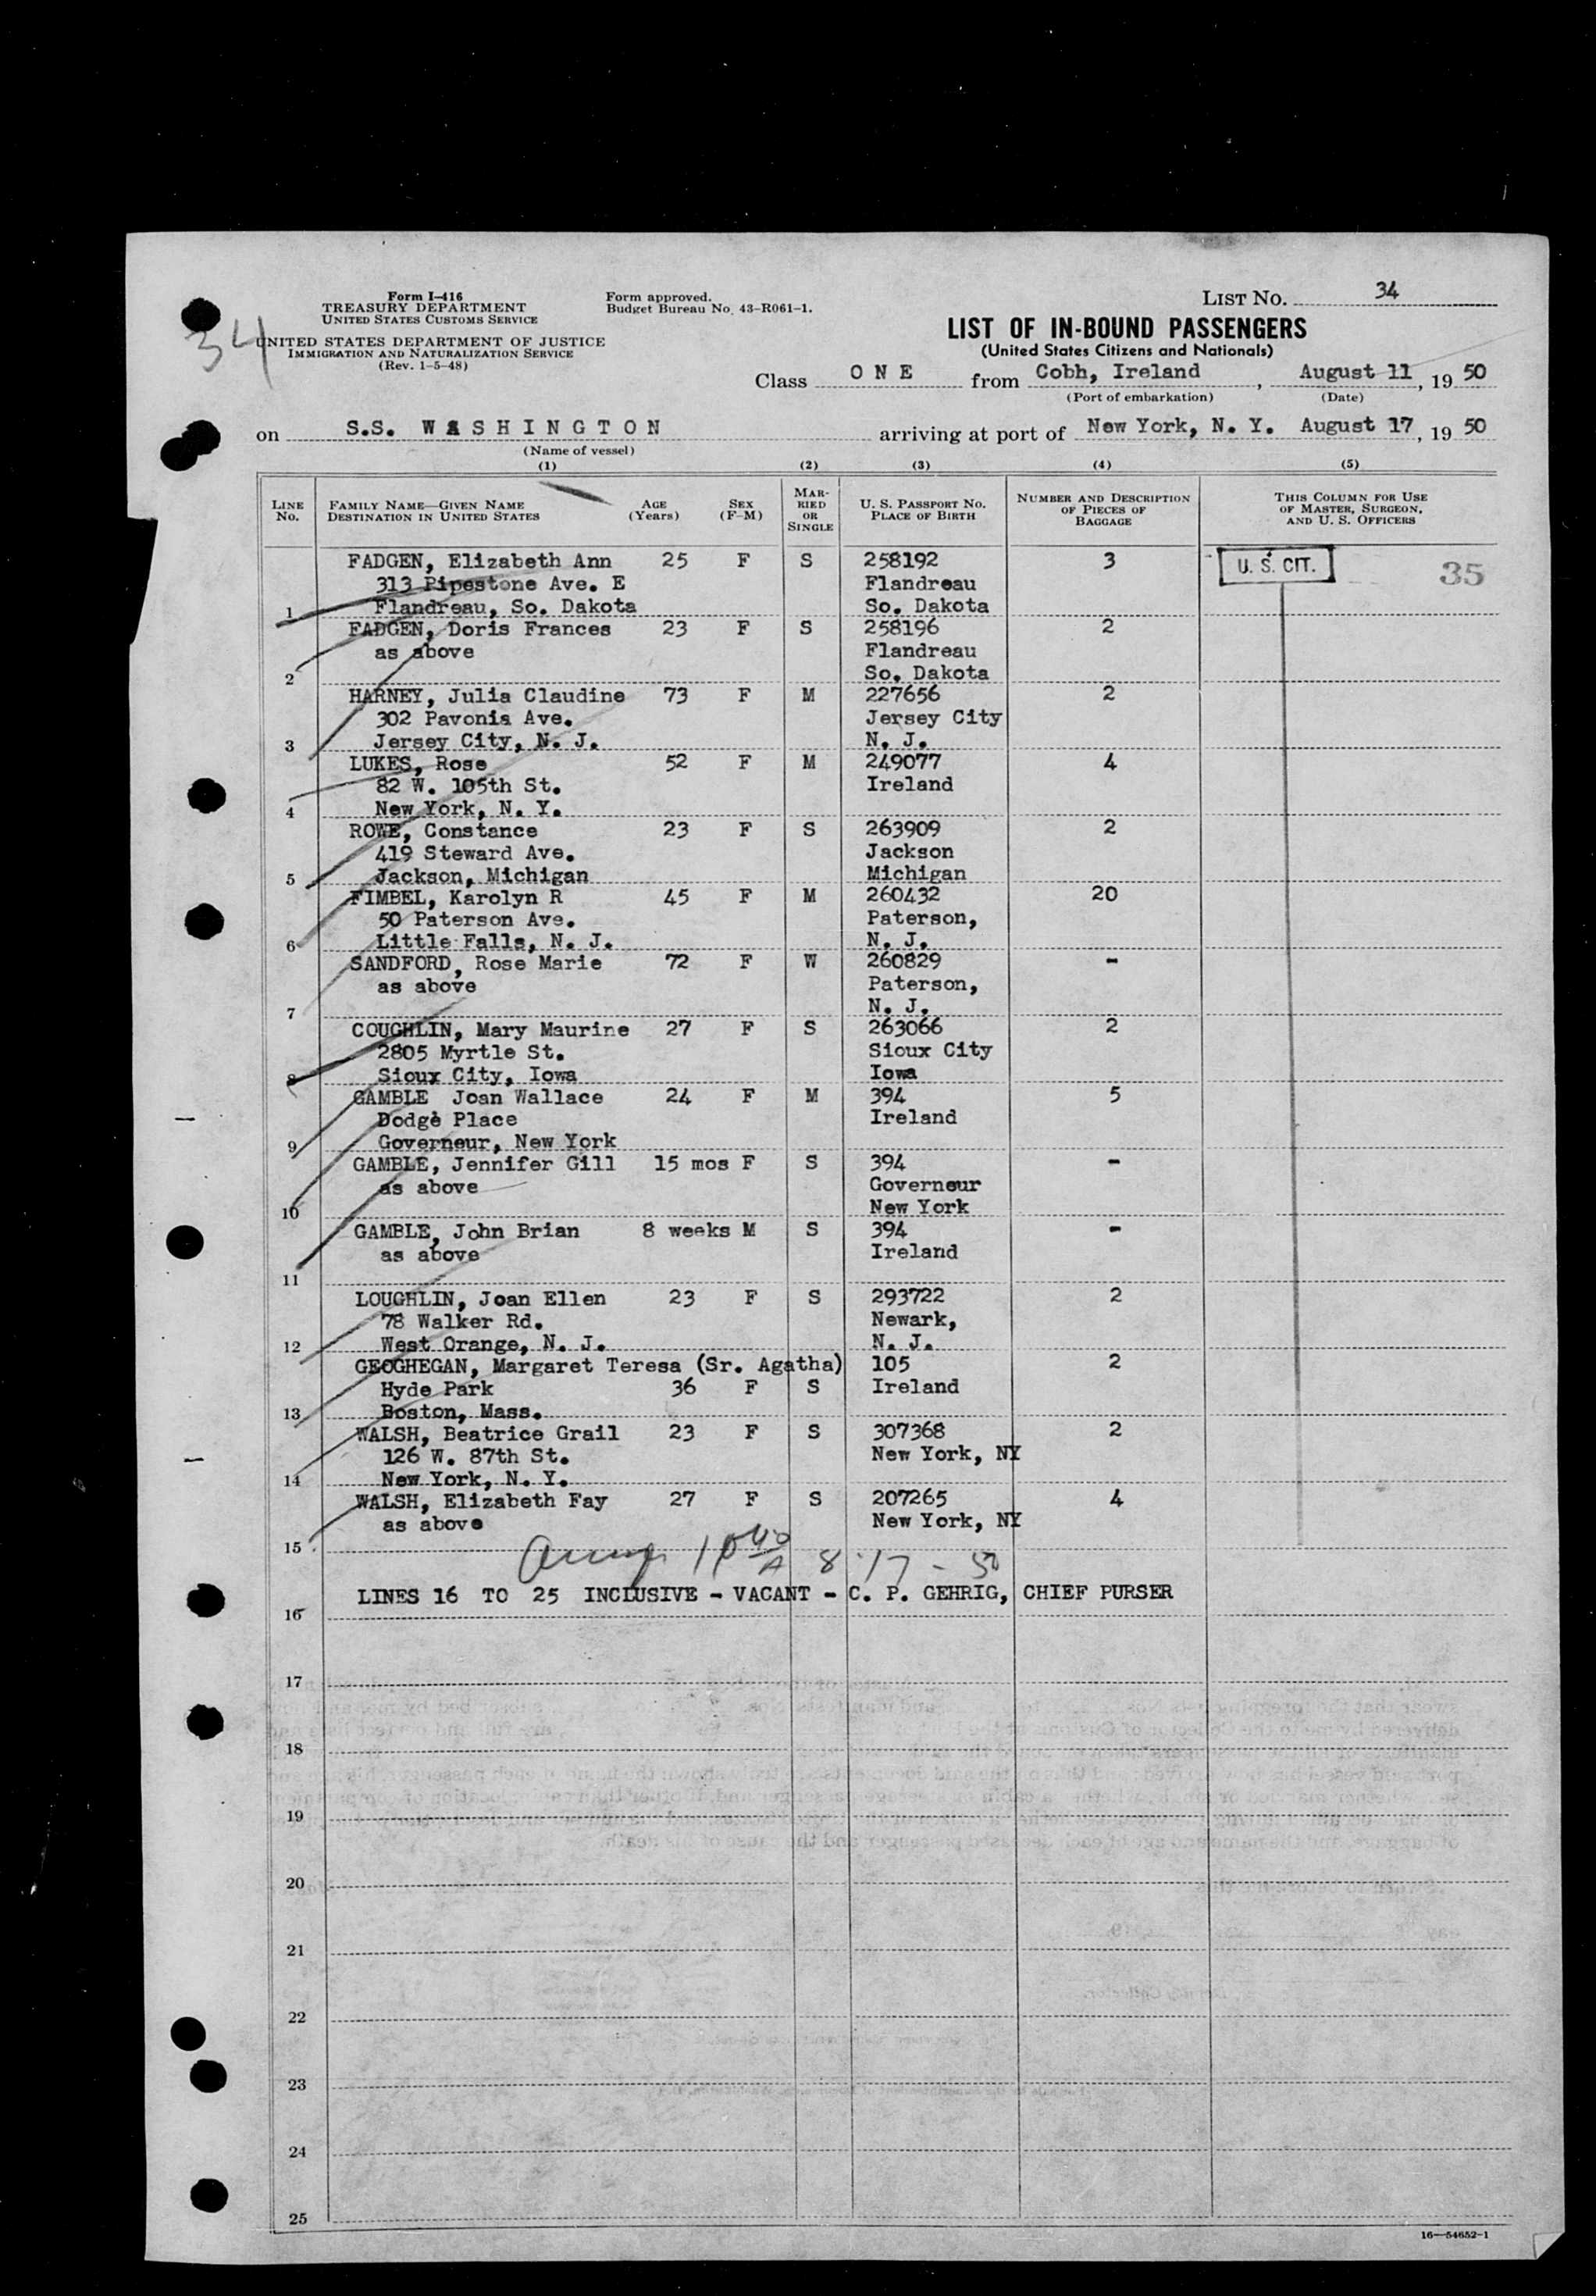 Form I-416
TREASURY DEPARTMENT
UNITED STATES CUSTOMS SERVICE
UNITED STATES DEPARTMENT OF JUSTICE
IMMIGRATION AND NATURALIZATION SERVICE
(Rev. 1-5-48)
34
Form approved.
Budget Bureau No. 43-R061-1.
LIST No. 34
LIST OF IN-BOUND PASSENGERS
(United States Citizens and Nationals)
Class O N E from Cobh, Ireland, August 11, 19 50
(Port of embarkation) (Date)
on S.S. W A S H I N G T O N arriving at port of New York, N. Y. August 17, 19 50
(Name of vessel)
(1) (2) (3) (4) (5)
LINE No. FAMILY NAME—GIVEN NAME DESTINATION IN UNITED STATES AGE (Years) SEX (F-M) MARRIED OR SINGLE U. S. PASSPORT NO. PLACE OF BIRTH NUMBER AND DESCRIPTION OF PIECES OF BAGGAGE THIS COLUMN FOR USE OF MASTER, SURGEON, AND U. S. OFFICERS
FADGEN, Elizabeth Ann 25 F S 258192 3 U. S. CIT. 35
313 Pipestone Ave. E Flandreau
1 Flandreau, So. Dakota So. Dakota
FADGEN, Doris Frances 23 F S 258196 2
as above Flandreau
2 So. Dakota
HARNEY, Julia Claudine 73 F M 227656 2
302 Pavonia Ave. Jersey City
3 Jersey City, N. J. N. J.
LUKES, Rose 52 F M 249077 4
82 W. 105th St. Ireland
4 New York, N. Y.
ROWE, Constance 23 F S 263909 2
419 Steward Ave. Jackson
5 Jackson, Michigan Michigan
FIMBEL, Karolyn R 45 F M 260432 20
50 Paterson Ave. Paterson,
6 Little Falls, N. J. N. J.
SANDFORD, Rose Marie 72 F W 260829 -
as above Paterson,
7 N. J.
COUGHLIN, Mary Maurine 27 F S 263066 2
2805 Myrtle St. Sioux City
8 Sioux City, Iowa Iowa
GAMBLE Joan Wallace 24 F M 394 5
Dodge Place Ireland
9 Governeur, New York
GAMBLE, Jennifer Gill 15 mos F S 394 -
as above Governeur
10 New York
GAMBLE, John Brian 8 weeks M S 394 -
as above Ireland
11
LOUGHLIN, Joan Ellen 23 F S 293722 2
78 Walker Rd. Newark,
12 West Orange, N. J. N. J.
GEOGHEGAN, Margaret Teresa (Sr. Agatha) 105 2
Hyde Park 36 F S Ireland
13 Boston, Mass.
WALSH, Beatrice Grail 23 F S 307368 2
126 W. 87th St. New York, NY
14 New York, N. Y.
WALSH, Elizabeth Fay 27 F S 207265 4
as above New York, NY
15
8-17-50
LINES 16 TO 25 INCLUSIVE - VACANT - C. P. GEHRIG, CHIEF PURSER
16
17
18
19
20
21
22
23
24
25
16—54652-1